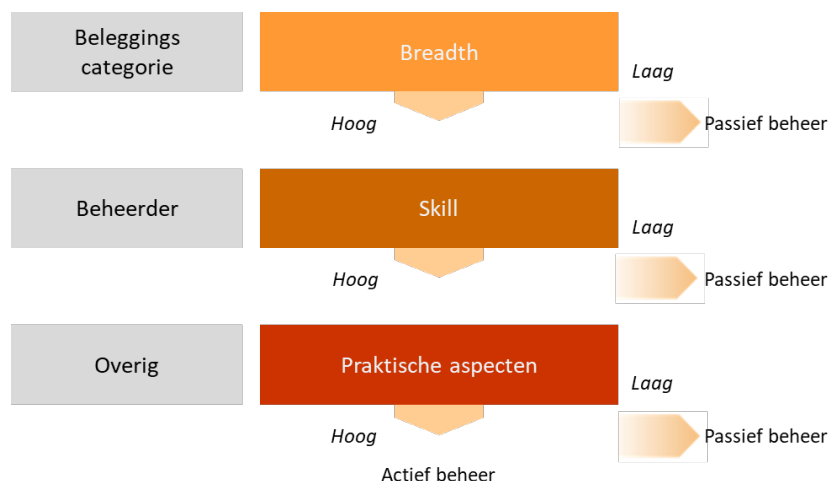 Beleggings
categorie
Breadth
Laag
Hoog
Passief beheer
Beheerder
Skill
Laag
Hoog
Passief beheer
Overig
Praktische aspecten
Laag
Hoog
Passief beheer
Actief beheer